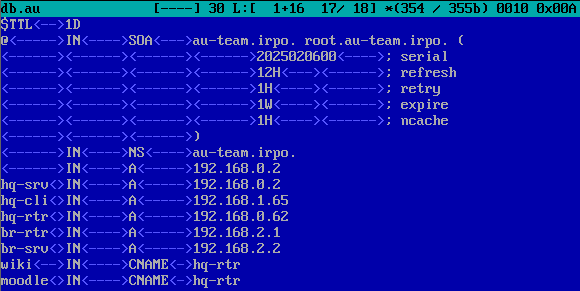 db.au [----] 30 L:[ 1+16 17/ 18] *(354 / 355b) 0010 0x00A
$TTL<-->1D
@<----->IN<---->SOA<--->au-team.irpo. root.au-team.irpo. (
<------><------><------><------>2025020600<---->; serial
<------><------><------><------>12H<---><------>; refresh
<------><------><------><------>1H<----><------>; retry
<------><------><------><------>1W<----><------>; expire
<------><------><------><------>1H<----><------>; ncache
<------><------><------>)
<------>IN<---->NS<---->au-team.irpo.
<------>IN<---->A<----->192.168.0.2
hq-srv<>IN<---->A<----->192.168.0.2
hq-cli<>IN<---->A<----->192.168.1.65
hq-rtr<>IN<---->A<----->192.168.0.62
br-rtr<>IN<---->A<----->192.168.2.1
br-srv<>IN<---->A<----->192.168.2.2
wiki<-->IN<---->CNAME<->hq-rtr
moodle<>IN<---->CNAME<->hq-rtr